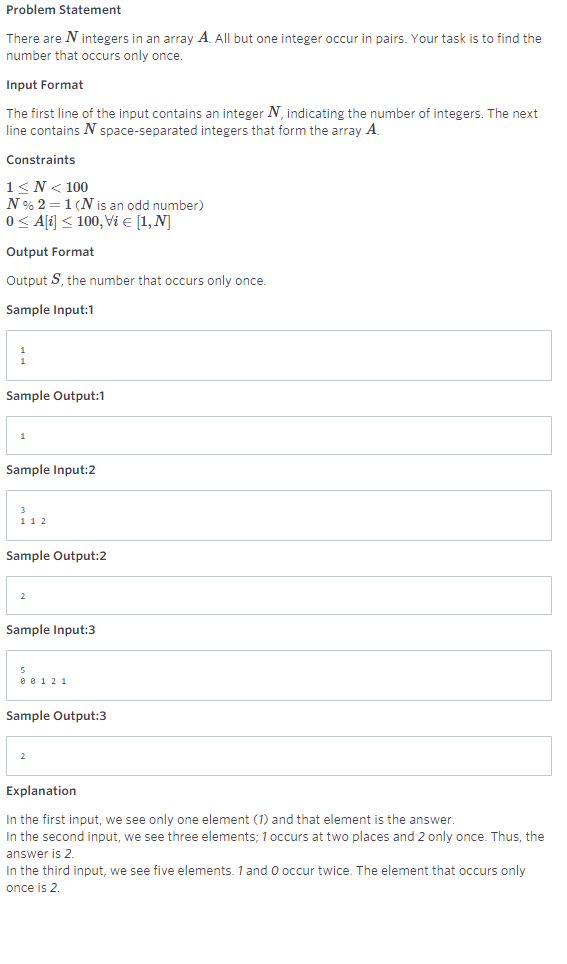 Problem Statement
There are N integers in an array A. All but one integer occur in pairs. Your task is to find the
number that occurs only once.
Input Format
The first line of the input contains an integer N, indicating the number of integers. The next
line contains N space-separated integers that form the array A.
Constraints
1 ≤ N < 100
N % 2 = 1 (N is an odd number)
0 ≤ A[i] ≤ 100, ∀i ∈ [1, N]
Output Format
Output S, the number that occurs only once.
Sample Input:1
1
1
Sample Output:1
1
Sample Input:2
3
1 1 2
Sample Output:2
2
Sample Input:3
5
0 0 1 2 1
Sample Output:3
2
Explanation
In the first input, we see only one element (1) and that element is the answer.
In the second input, we see three elements; 1 occurs at two places and 2 only once. Thus, the
answer is 2.
In the third input, we see five elements. 1 and 0 occur twice. The element that occurs only
once is 2.